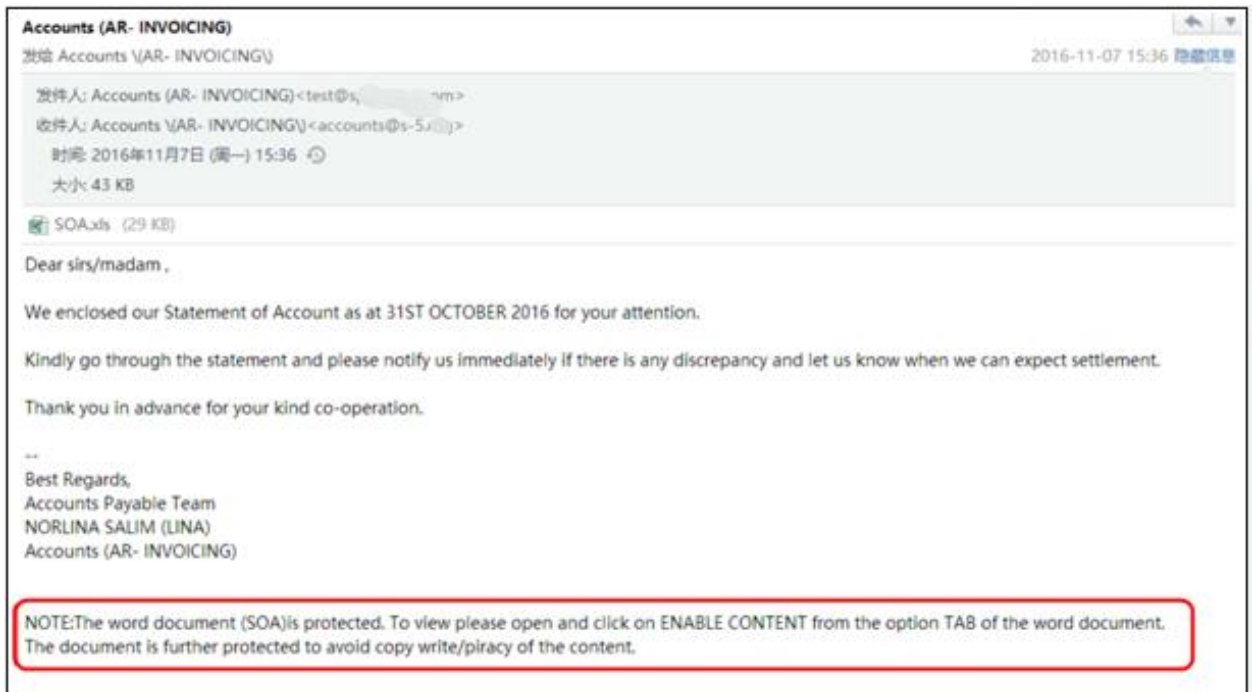 Accounts (AR- INVOICING)
发给 Accounts \(AR- INVOICING\)
2016-11-07 15:36 隐藏信息
发件人: Accounts (AR- INVOICING)<test@s
收件人: Accounts \(AR- INVOICING\)<accounts@s-5.
时间: 2016年11月7日 (周一) 15:36
大小: 43 KB
SOA.xls (29 KB)
Dear sirs/madam ,
We enclosed our Statement of Account as at 31ST OCTOBER 2016 for your attention.
Kindly go through the statement and please notify us immediately if there is any discrepancy and let us know when we can expect settlement.
Thank you in advance for your kind co-operation.
--
Best Regards,
Accounts Payable Team
NORLINA SALIM (LINA)
Accounts (AR- INVOICING)
NOTE:The word document (SOA)is protected. To view please open and click on ENABLE CONTENT from the option TAB of the word document.
The document is further protected to avoid copy write/piracy of the content.